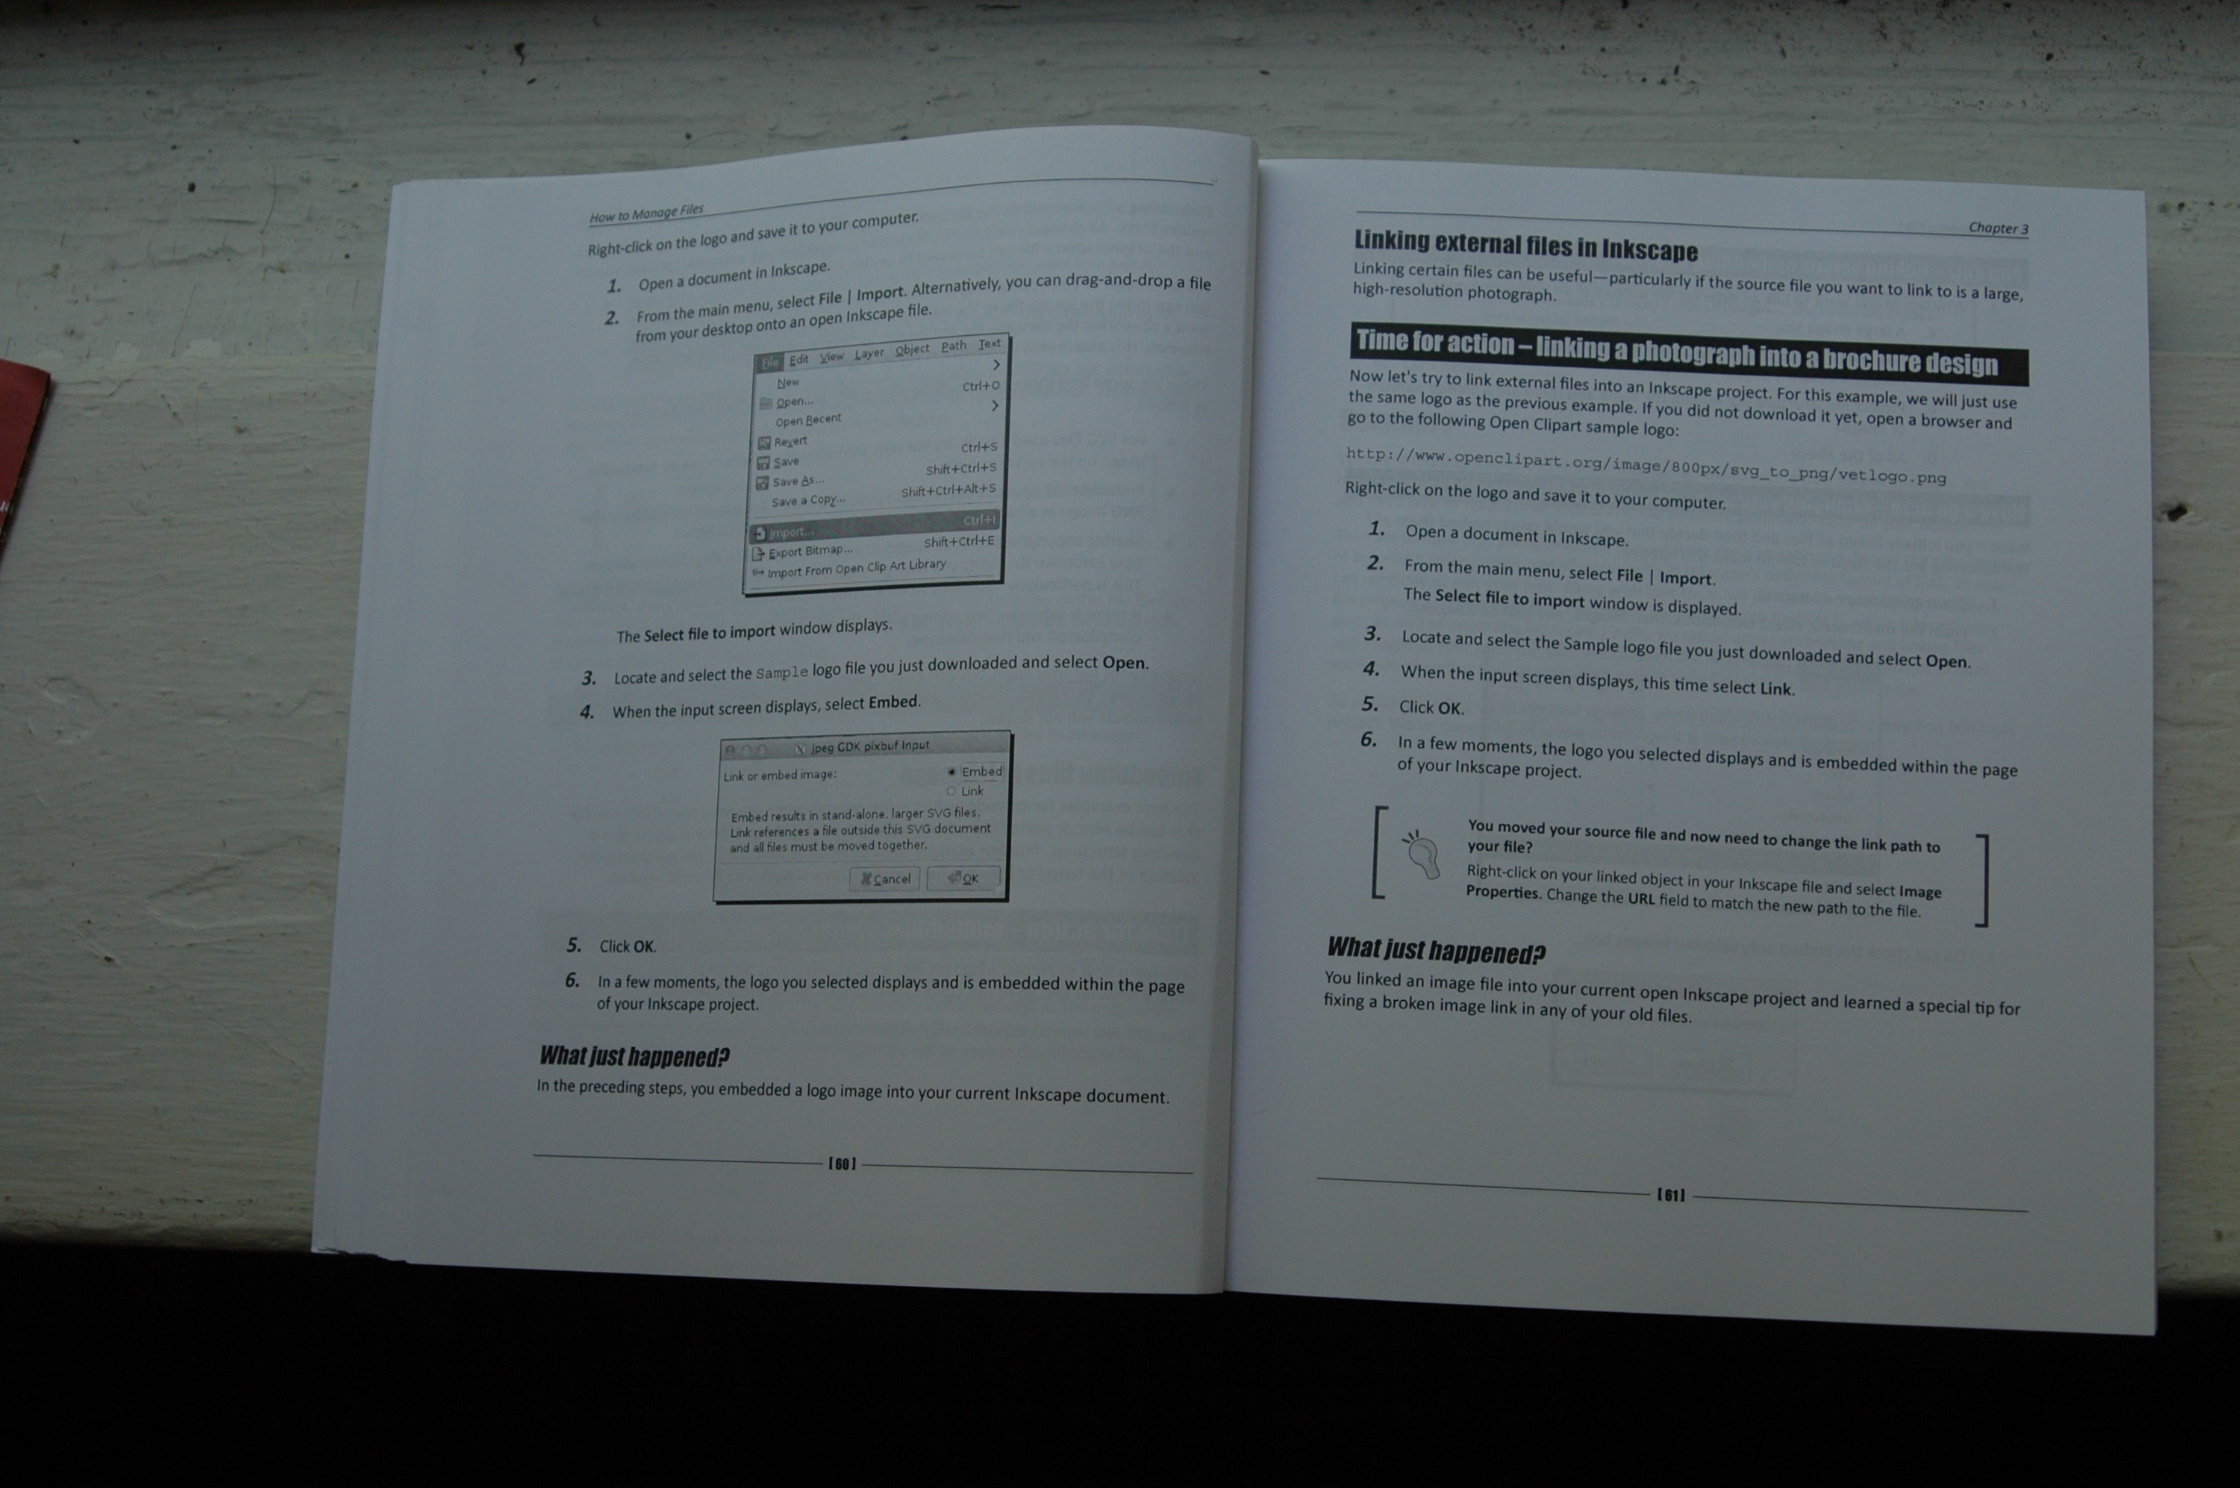 How to Manage Files
Right-click on the logo and save it to your computer.
1. Open a document in Inkscape.
2. From the main menu, select File | Import. Alternatively, you can drag-and-drop a file
from your desktop onto an open Inkscape file.
File Edit View Layer Object Path Text
New >
Open... Ctrl+O
Open Recent >
Revert
Save Ctrl+S
Save As... Shift+Ctrl+S
Save a Copy... Shift+Ctrl+Alt+S
Import... Ctrl+I
Export Bitmap... Shift+Ctrl+E
Import From Open Clip Art Library
The Select file to import window displays.
3. Locate and select the Sample logo file you just downloaded and select Open.
4. When the input screen displays, select Embed.
jpeg GDK pixbuf Input
Link or embed image: Embed
Link
Embed results in stand-alone, larger SVG files.
Link references a file outside this SVG document
and all files must be moved together.
Cancel OK
5. Click OK.
6. In a few moments, the logo you selected displays and is embedded within the page
of your Inkscape project.
What just happened?
In the preceding steps, you embedded a logo image into your current Inkscape document.
[60]
Chapter 3
Linking external files in Inkscape
Linking certain files can be useful—particularly if the source file you want to link to is a large,
high-resolution photograph.
Time for action – linking a photograph into a brochure design
Now let's try to link external files into an Inkscape project. For this example, we will just use
the same logo as the previous example. If you did not download it yet, open a browser and
go to the following Open Clipart sample logo:
http://www.openclipart.org/image/800px/svg_to_png/vetlogo.png
Right-click on the logo and save it to your computer.
1. Open a document in Inkscape.
2. From the main menu, select File | Import.
The Select file to import window is displayed.
3. Locate and select the Sample logo file you just downloaded and select Open.
4. When the input screen displays, this time select Link.
5. Click OK.
6. In a few moments, the logo you selected displays and is embedded within the page
of your Inkscape project.
You moved your source file and now need to change the link path to
your file?
Right-click on your linked object in your Inkscape file and select Image
Properties. Change the URL field to match the new path to the file.
What just happened?
You linked an image file into your current open Inkscape project and learned a special tip for
fixing a broken image link in any of your old files.
[61]